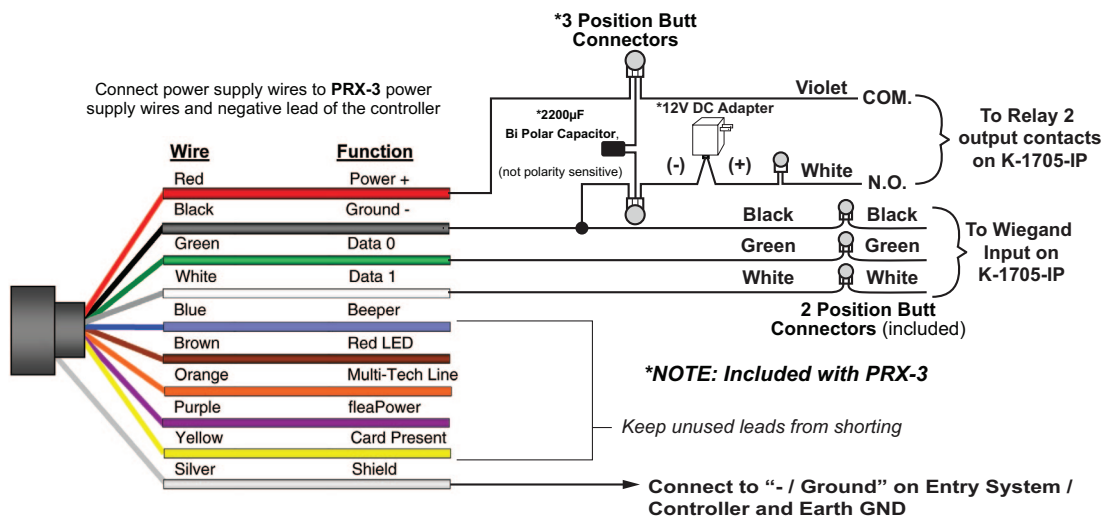 *3 Position Butt
Connectors
Connect power supply wires to PRX-3 power
supply wires and negative lead of the controller
Violet
COM.
*2200µF
Bi Polar Capacitor,
(not polarity sensitive)
*12V DC Adapter
(-)
(+)
White
N.O.
To Relay 2
output contacts
on K-1705-IP
Wire
Function
Red
Power +
Black
Ground -
Green
Data 0
White
Data 1
Blue
Beeper
Brown
Red LED
Orange
Multi-Tech Line
Purple
fleaPower
Yellow
Card Present
Silver
Shield
Black
Black
Green
Green
White
White
To Wiegand
Input on
K-1705-IP
2 Position Butt
Connectors (included)
*NOTE: Included with PRX-3
Keep unused leads from shorting
Connect to “- / Ground” on Entry System /
Controller and Earth GND